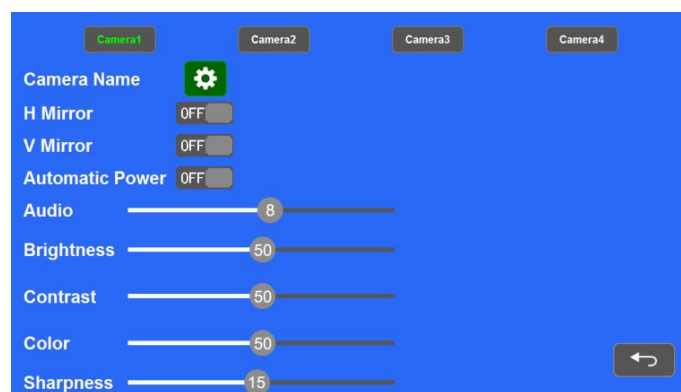 Camera1 Camera2 Camera3 Camera4
Camera Name
H Mirror OFF
V Mirror OFF
Automatic Power OFF
Audio 8
Brightness 50
Contrast 50
Color 50
Sharpness 15